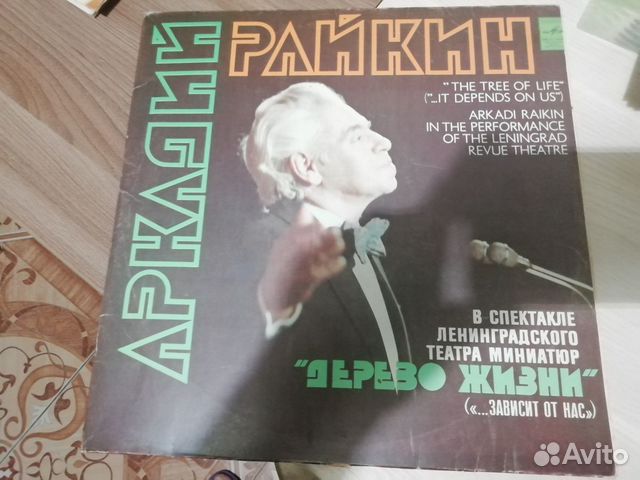 АРКАДИЙ
РАЙКИН
"THE TREE OF LIFE"
("...IT DEPENDS ON US")
ARKADI RAIKIN
IN THE PERFORMANCE
OF THE LENINGRAD
REVUE THEATRE
В СПЕКТАКЛЕ
ЛЕНИНГРАДСКОГО
ТЕАТРА МИНИАТЮР
"ДЕРЕВО ЖИЗНИ"
(«...ЗАВИСИТ ОТ НАС»)
Avito